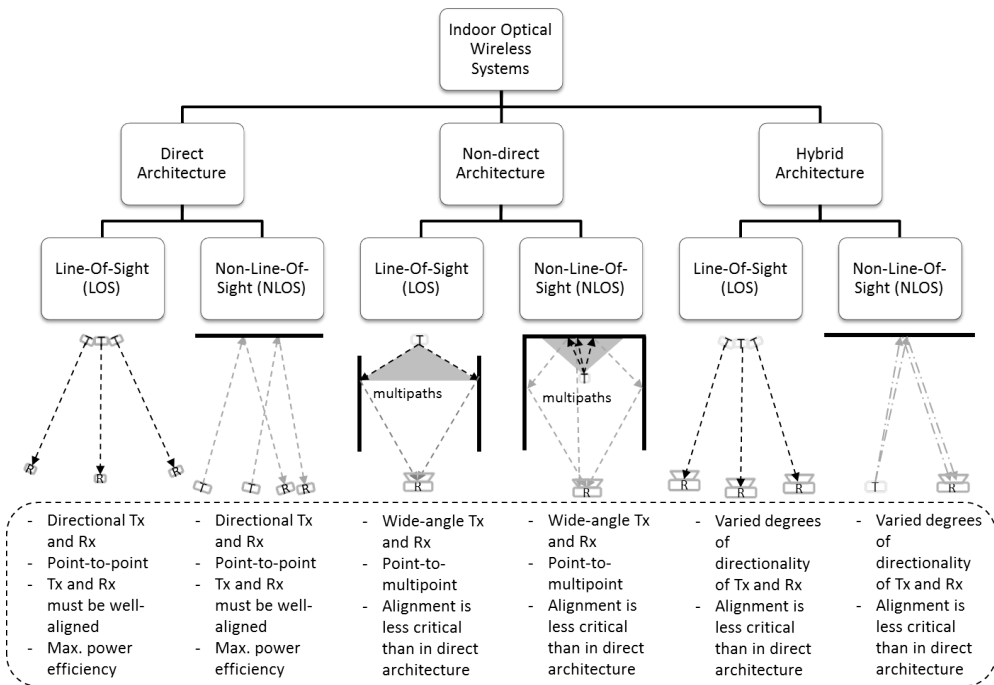 Indoor Optical
Wireless
Systems
Direct
Architecture
Non-direct
Architecture
Hybrid
Architecture
Line-Of-Sight
(LOS)
Non-Line-Of-
Sight (NLOS)
Line-Of-Sight
(LOS)
Non-Line-Of-
Sight (NLOS)
Line-Of-Sight
(LOS)
Non-Line-Of-
Sight (NLOS)
T T T
R
R
R
T T R R
T
multipaths
R
T
multipaths
R
T T T
R
R
R
T
R
- Directional Tx
and Rx
- Point-to-point
- Tx and Rx
must be well-
aligned
- Max. power
efficiency
- Directional Tx
and Rx
- Point-to-point
- Tx and Rx
must be well-
aligned
- Max. power
efficiency
- Wide-angle Tx
and Rx
- Point-to-
multipoint
- Alignment is
less critical
than in direct
architecture
- Wide-angle Tx
and Rx
- Point-to-
multipoint
- Alignment is
less critical
than in direct
architecture
- Varied degrees
of
directionality
of Tx and Rx
- Alignment is
less critical
than in direct
architecture
- Varied degrees
of
directionality
of Tx and Rx
- Alignment is
less critical
than in direct
architecture